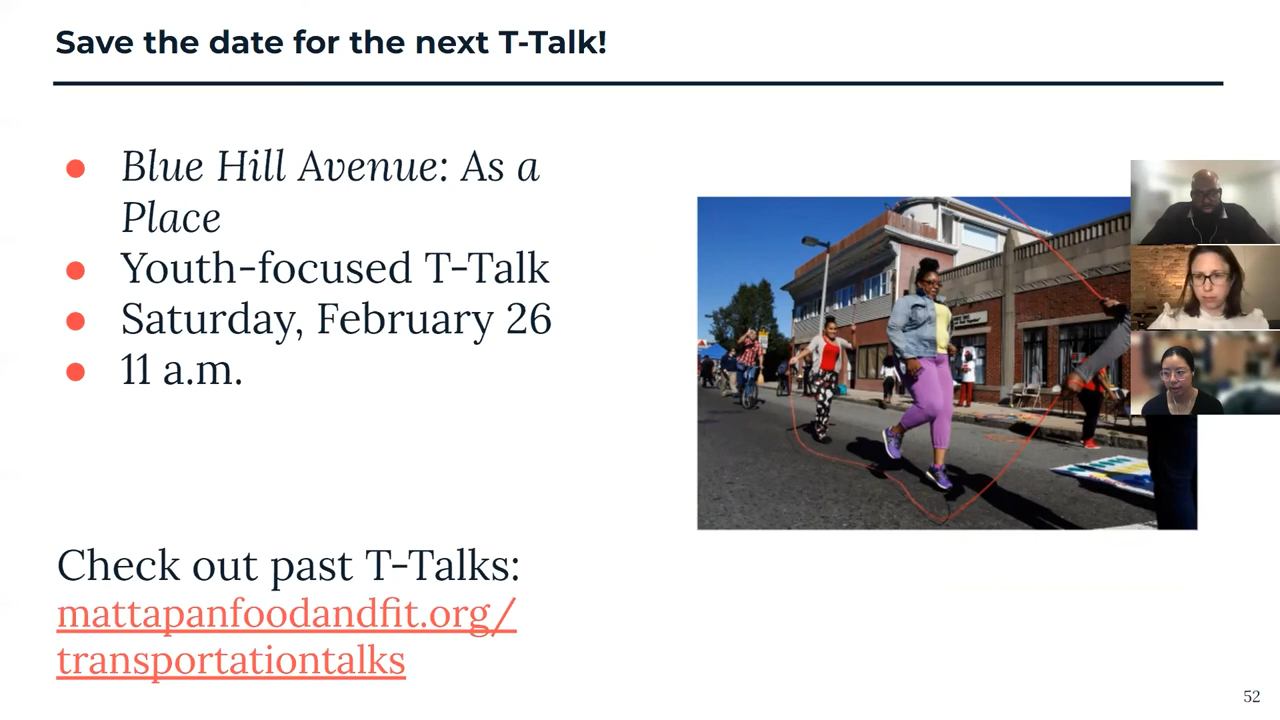 Save the date for the next T-Talk!
Blue Hill Avenue: As a
Place
Youth-focused T-Talk
Saturday, February 26
11 a.m.
Check out past T-Talks:
mattapanfoodandfit.org/
transportationtalks
52